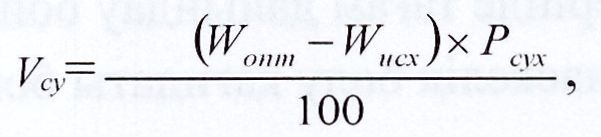 V_су = (W_опт − W_исх) × P_сух / 100,